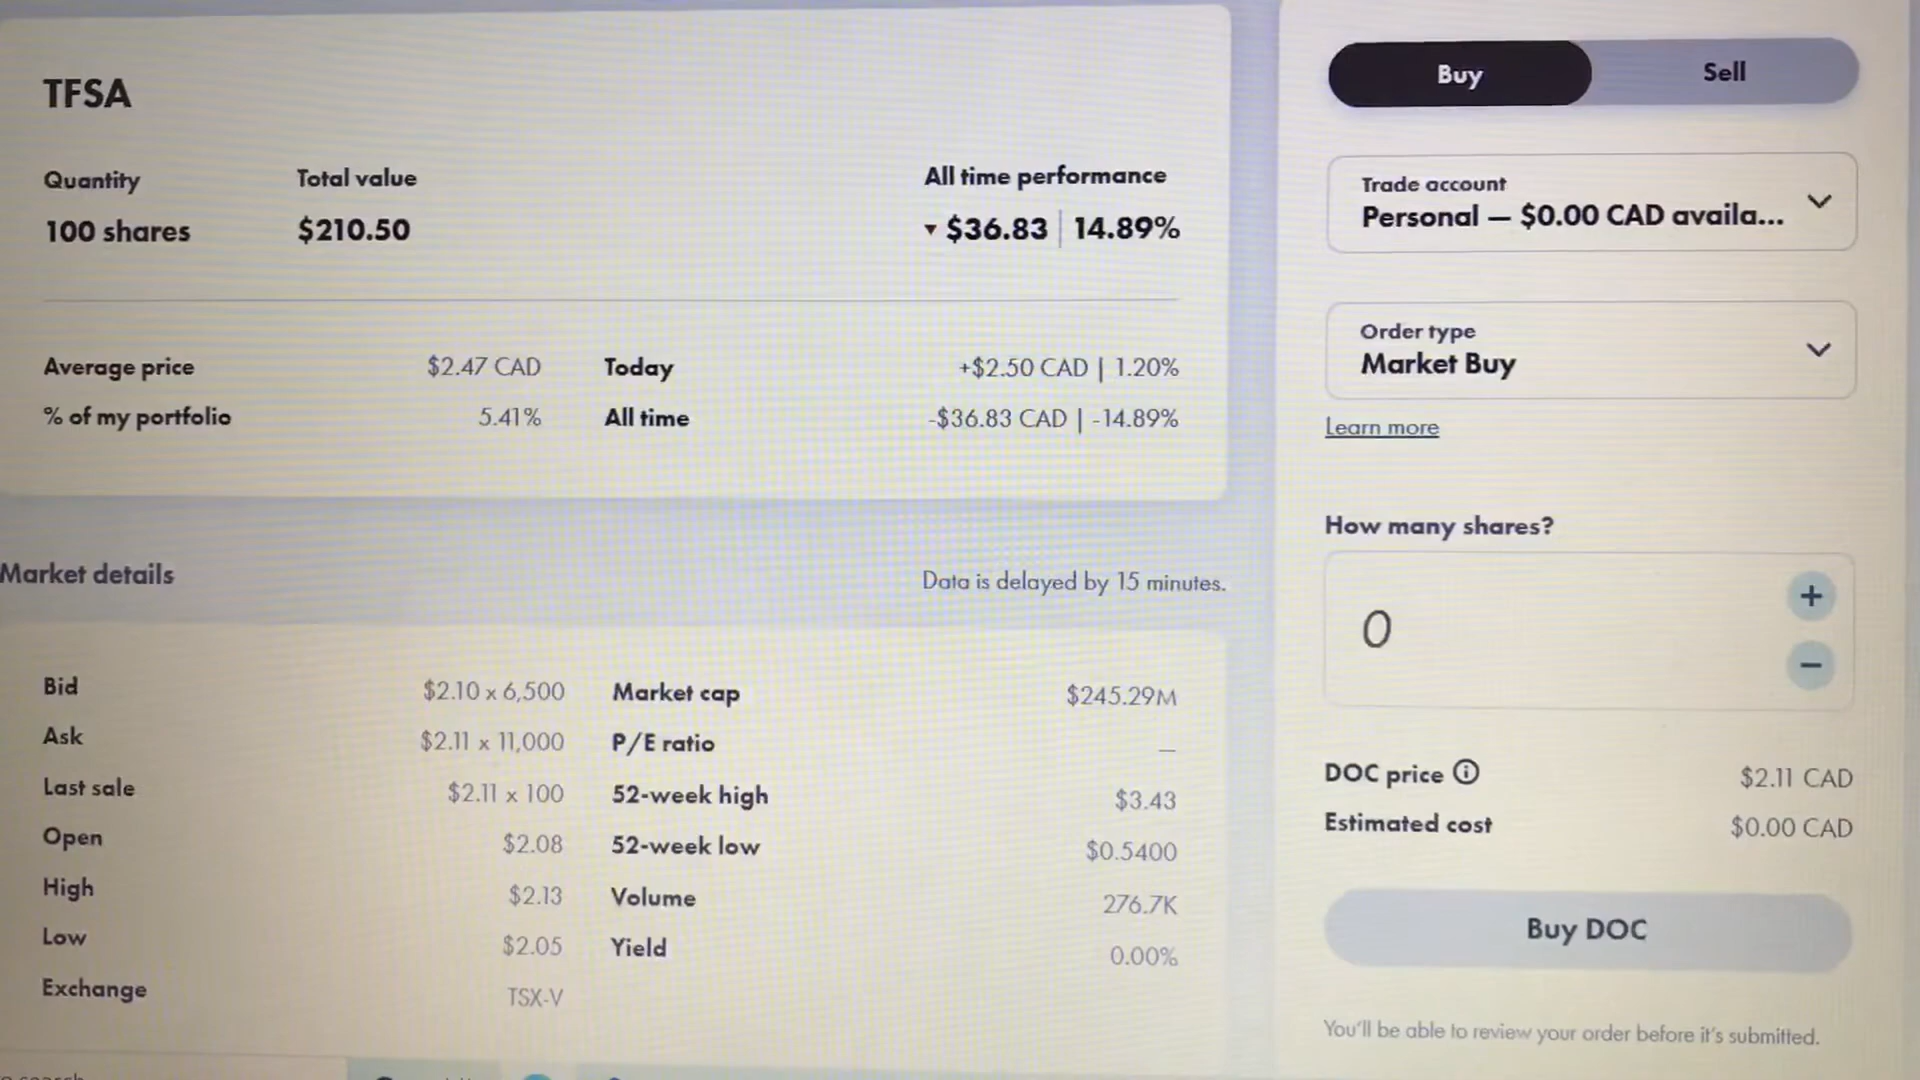 TFSA
Quantity Total value All time performance
100 shares $210.50 ▼ $36.83 | 14.89%
Average price $2.47 CAD Today +$2.50 CAD | 1.20%
% of my portfolio 5.41% All time -$36.83 CAD | -14.89%
Market details Data is delayed by 15 minutes.
Bid $2.10 x 6,500 Market cap $245.29M
Ask $2.11 x 11,000 P/E ratio —
Last sale $2.11 x 100 52-week high $3.43
Open $2.08 52-week low $0.5400
High $2.13 Volume 276.7K
Low $2.05 Yield 0.00%
Exchange TSX-V
Buy Sell
Trade account
Personal — $0.00 CAD availa...
Order type
Market Buy
Learn more
How many shares?
0 +
−
DOC price ⓘ $2.11 CAD
Estimated cost $0.00 CAD
Buy DOC
You'll be able to review your order before it's submitted.